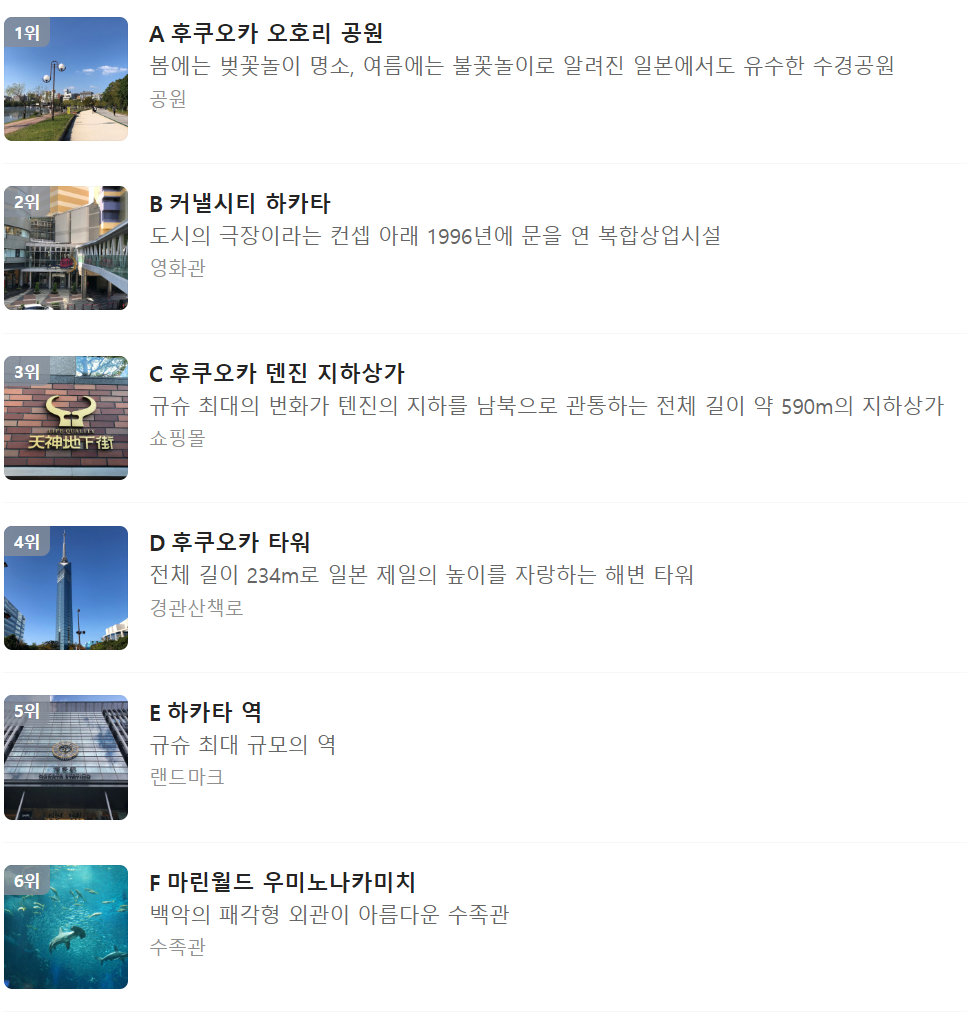 1위
A 후쿠오카 오호리 공원
봄에는 벚꽃놀이 명소, 여름에는 불꽃놀이로 알려진 일본에서도 유수한 수경공원
공원
2위
B 커낼시티 하카타
도시의 극장이라는 컨셉 아래 1996년에 문을 연 복합상업시설
영화관
3위
C 후쿠오카 덴진 지하상가
규슈 최대의 번화가 텐진의 지하를 남북으로 관통하는 전체 길이 약 590m의 지하상가
쇼핑몰
LIFE QUALITY
天神地下街
4위
D 후쿠오카 타워
전체 길이 234m로 일본 제일의 높이를 자랑하는 해변 타워
경관산책로
5위
E 하카타 역
규슈 최대 규모의 역
랜드마크
HAKATA STATION
6위
F 마린월드 우미노나카미치
백악의 패각형 외관이 아름다운 수족관
수족관